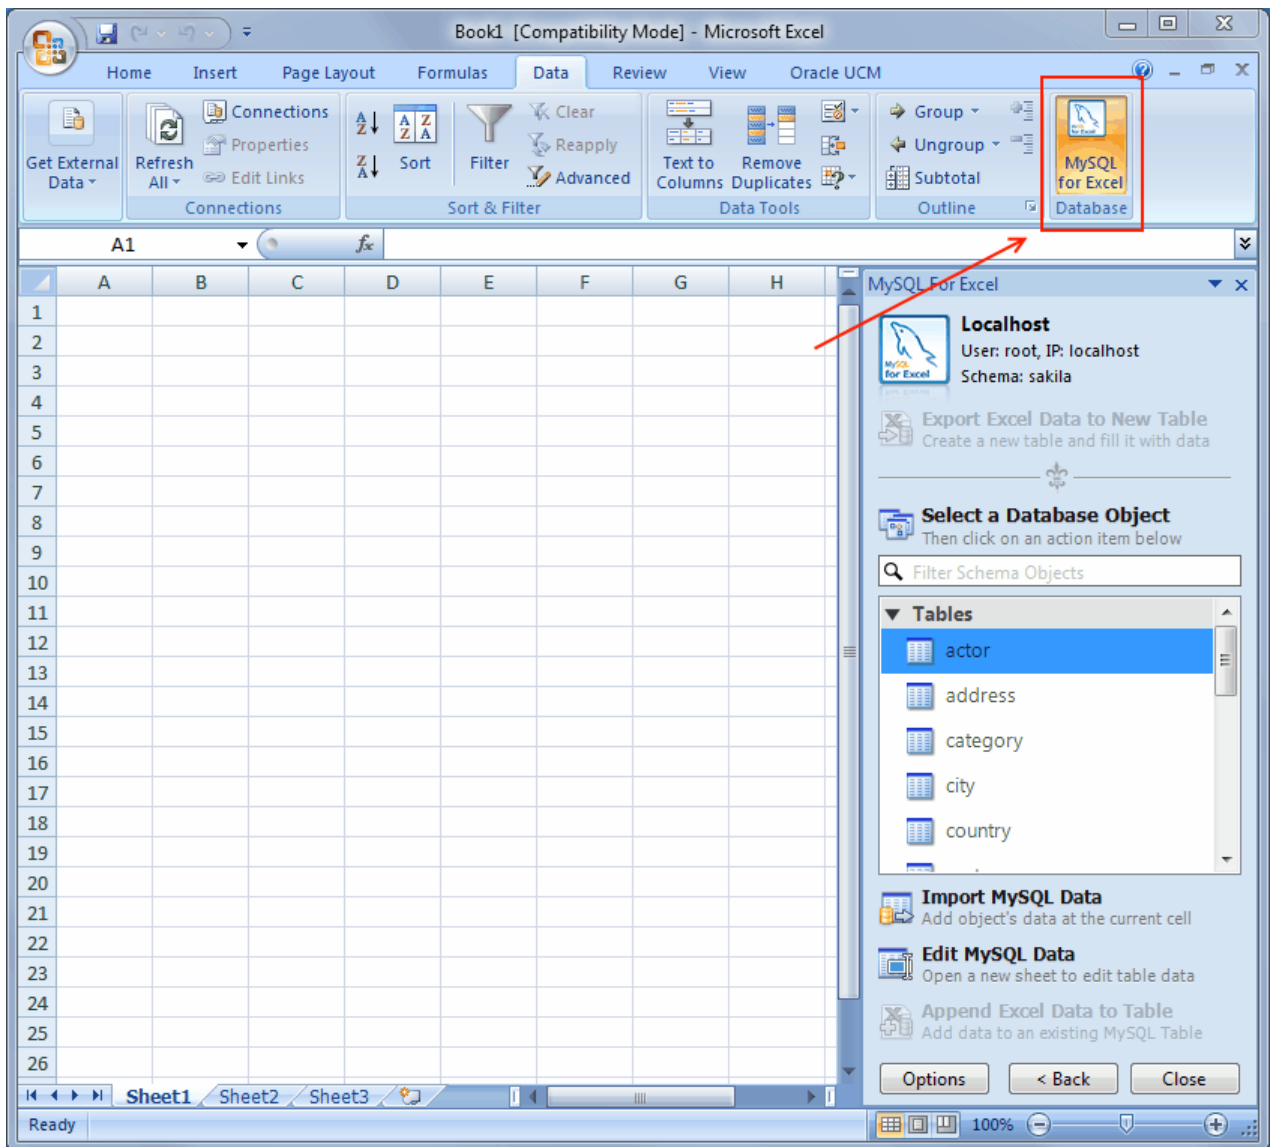 Book1 [Compatibility Mode] - Microsoft Excel
Home Insert Page Layout Formulas Data Review View Oracle UCM
Get External Data
Refresh All
Connections
Properties
Edit Links
Connections
Sort
Filter
Clear
Reapply
Advanced
Sort & Filter
Text to Columns
Remove Duplicates
Data Tools
Group
Ungroup
Subtotal
Outline
MySQL for Excel
Database
A1
fx
A B C D E F G H
1
2
3
4
5
6
7
8
9
10
11
12
13
14
15
16
17
18
19
20
21
22
23
24
25
26
MySQL For Excel
MySQL
for Excel
Localhost
User: root, IP: localhost
Schema: sakila
Export Excel Data to New Table
Create a new table and fill it with data
Select a Database Object
Then click on an action item below
Filter Schema Objects
Tables
actor
address
category
city
country
Import MySQL Data
Add object's data at the current cell
Edit MySQL Data
Open a new sheet to edit table data
Append Excel Data to Table
Add data to an existing MySQL Table
Options < Back Close
Sheet1 Sheet2 Sheet3
Ready
100%